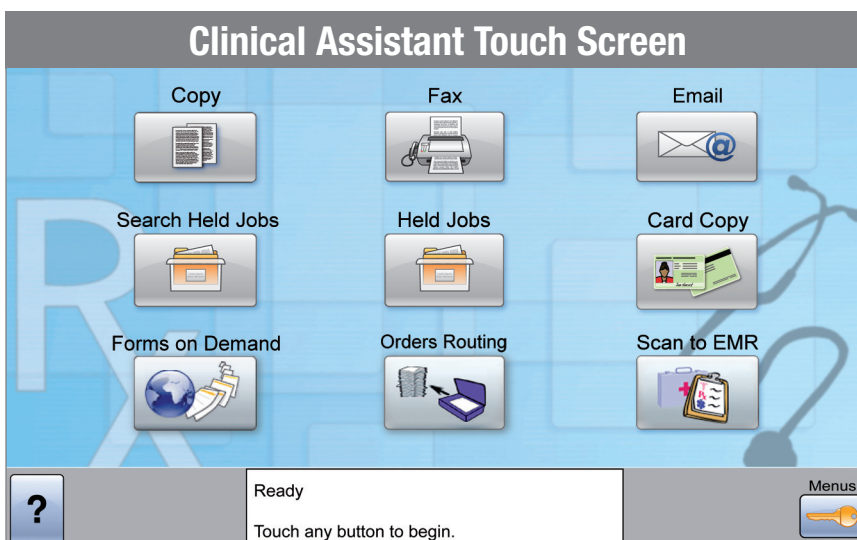 Clinical Assistant Touch Screen
Copy
Fax
Email
@
Search Held Jobs
Held Jobs
Card Copy
Forms on Demand
Orders Routing
Scan to EMR
Rx
?
Ready
Touch any button to begin.
Menus